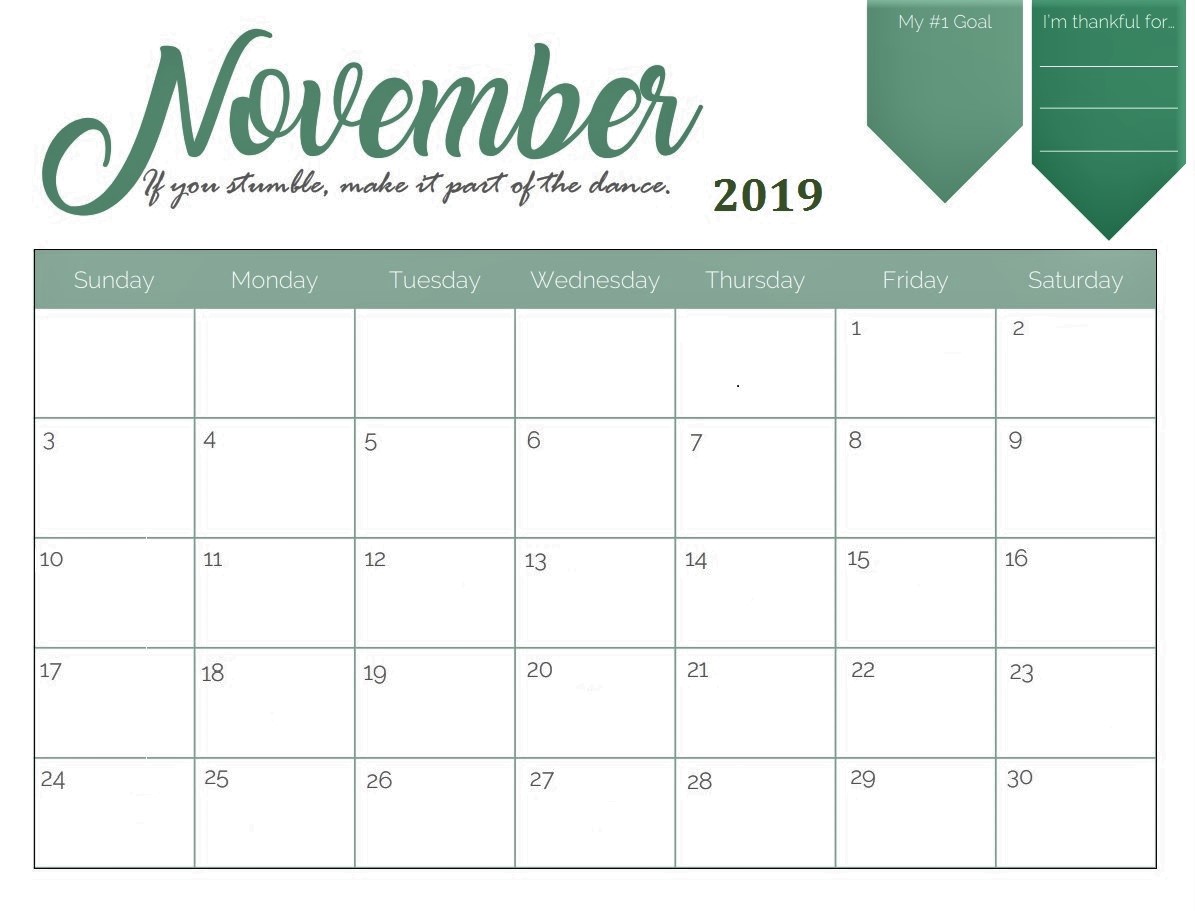 November
If you stumble, make it part of the dance.
2019
My #1 Goal
I'm thankful for...
Sunday Monday Tuesday Wednesday Thursday Friday Saturday
1 2
3 4 5 6 7 8 9
10 11 12 13 14 15 16
17 18 19 20 21 22 23
24 25 26 27 28 29 30